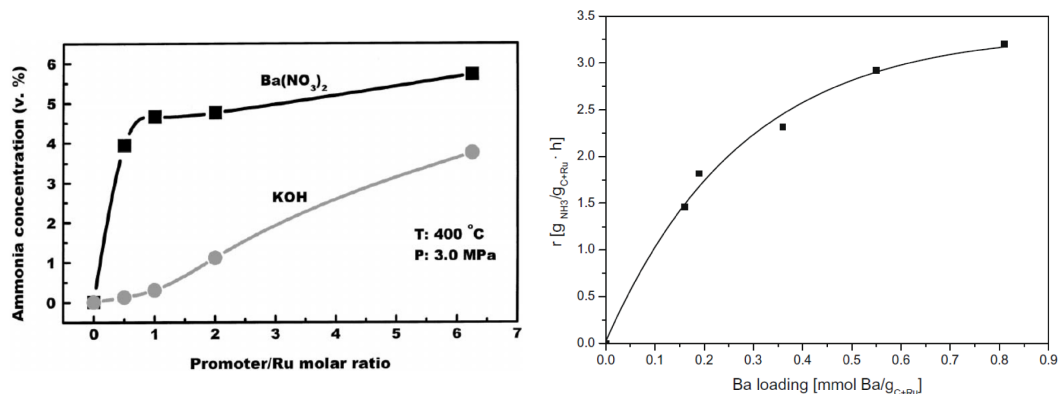 Ammonia concentration (v. %)
6
5
4
3
2
1
0
Ba(NO3)2
KOH
T: 400 °C
P: 3.0 MPa
0 1 2 3 4 5 6 7
Promoter/Ru molar ratio
r [g NH3/gC+Ru · h]
3.5
3.0
2.5
2.0
1.5
1.0
0.5
0.0
0.0 0.1 0.2 0.3 0.4 0.5 0.6 0.7 0.8 0.9
Ba loading [mmol Ba/gC+Ru]